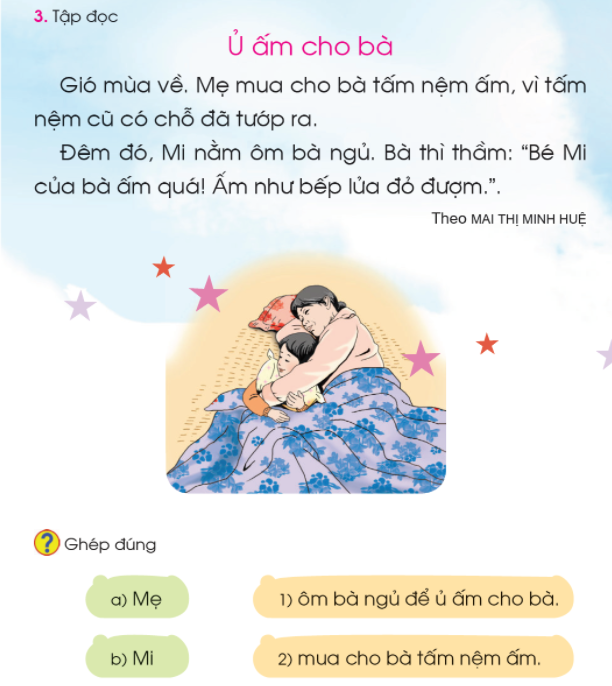 3. Tập đọc
Ủ ấm cho bà
Gió mùa về. Mẹ mua cho bà tấm nệm ấm, vì tấm
nệm cũ có chỗ đã tướp ra.
Đêm đó, Mi nằm ôm bà ngủ. Bà thì thầm: “Bé Mi
của bà ấm quá! Ấm như bếp lửa đỏ đượm.”.
Theo MAI THỊ MINH HUỆ
? Ghép đúng
a) Mẹ
1) ôm bà ngủ để ủ ấm cho bà.
b) Mi
2) mua cho bà tấm nệm ấm.